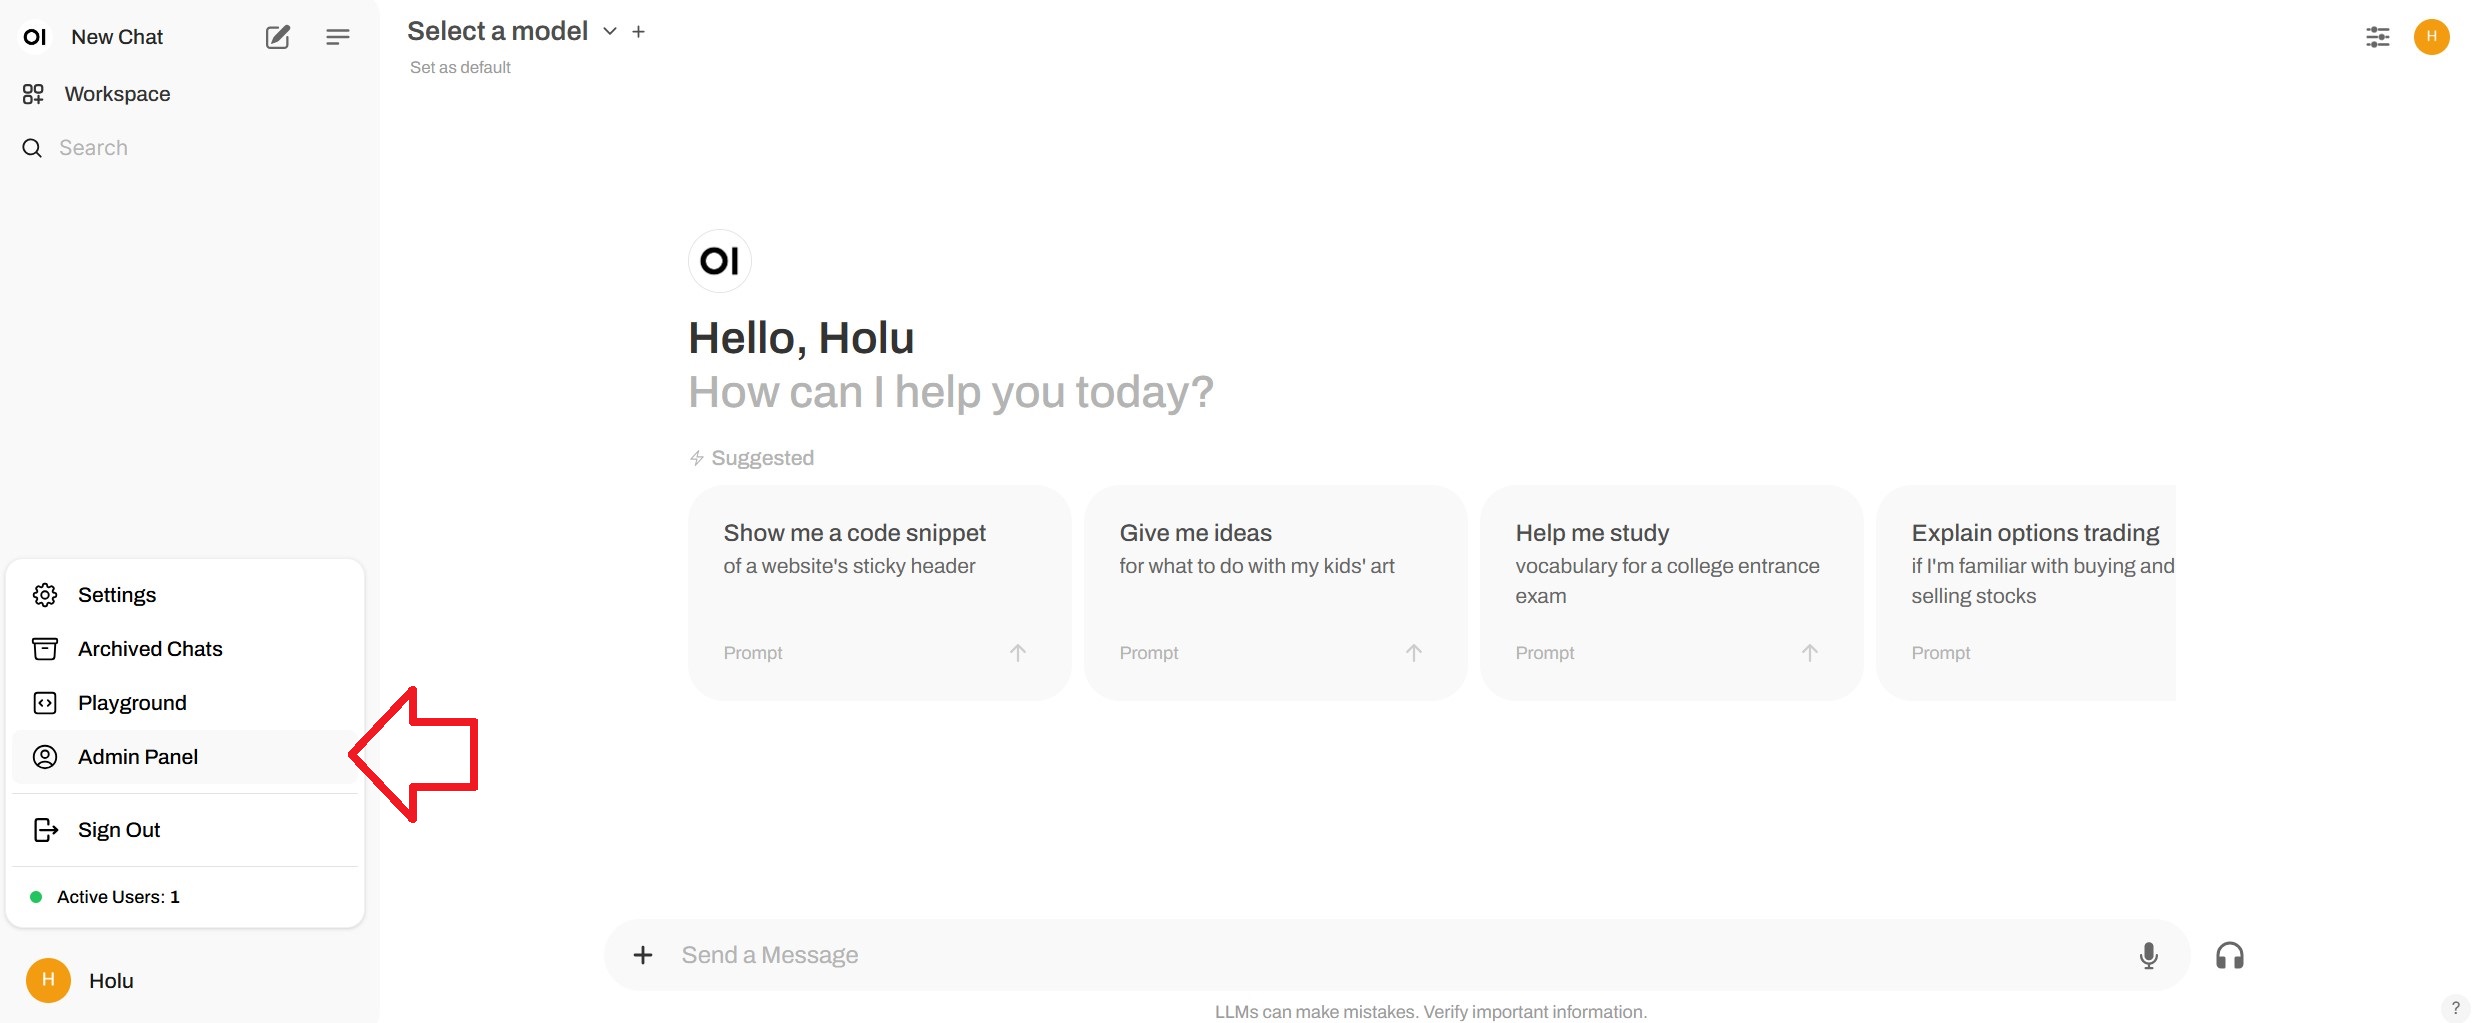 OI New Chat
Workspace
Search
Select a model
Set as default
H
OI
Hello, Holu
How can I help you today?
Suggested
Show me a code snippet
of a website's sticky header
Prompt
Give me ideas
for what to do with my kids' art
Prompt
Help me study
vocabulary for a college entrance
exam
Prompt
Explain options trading
if I'm familiar with buying and
selling stocks
Prompt
Settings
Archived Chats
Playground
Admin Panel
Sign Out
Active Users: 1
H Holu
Send a Message
LLMs can make mistakes. Verify important information.
?